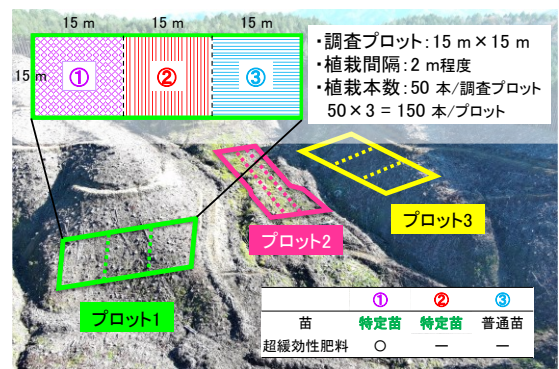 15 m 15 m 15 m
15 m
① ② ③
・調査プロット：15 m×15 m
・植栽間隔：2 m程度
・植栽本数：50 本/調査プロット
50×3 = 150 本/プロット
プロット1
プロット2
プロット3
① ② ③
苗 特定苗 特定苗 普通苗
超緩効性肥料 ○ － －